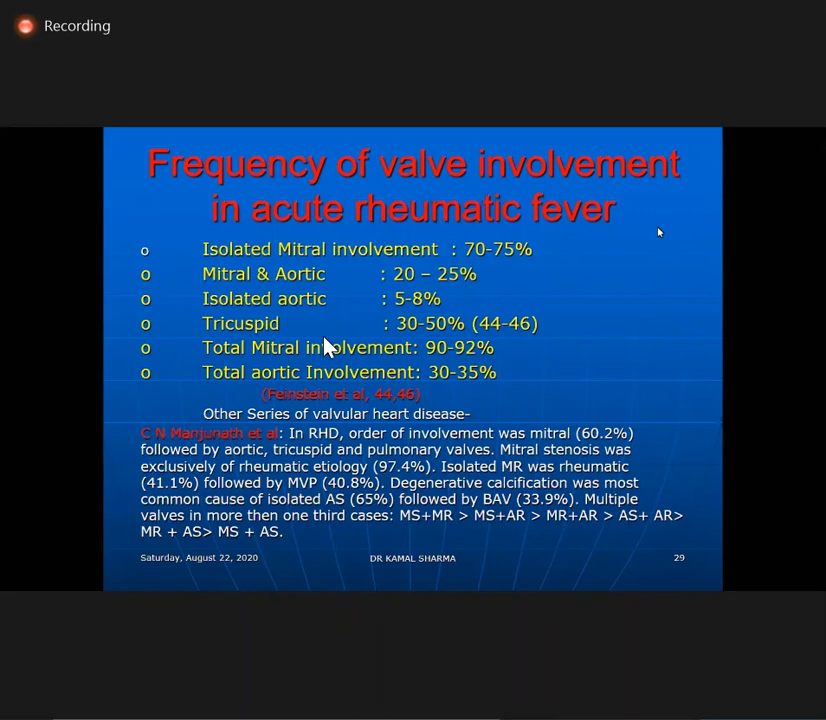 Recording
Frequency of valve involvement
in acute rheumatic fever
o Isolated Mitral involvement : 70-75%
o Mitral & Aortic : 20 – 25%
o Isolated aortic : 5-8%
o Tricuspid : 30-50% (44-46)
o Total Mitral involvement: 90-92%
o Total aortic Involvement: 30-35%
(Feinstein et al, 44,46)
Other Series of valvular heart disease-
C N Manjunath et al: In RHD, order of involvement was mitral (60.2%)
followed by aortic, tricuspid and pulmonary valves. Mitral stenosis was
exclusively of rheumatic etiology (97.4%). Isolated MR was rheumatic
(41.1%) followed by MVP (40.8%). Degenerative calcification was most
common cause of isolated AS (65%) followed by BAV (33.9%). Multiple
valves in more then one third cases: MS+MR > MS+AR > MR+AR > AS+ AR>
MR + AS> MS + AS.
Saturday, August 22, 2020 DR KAMAL SHARMA 29